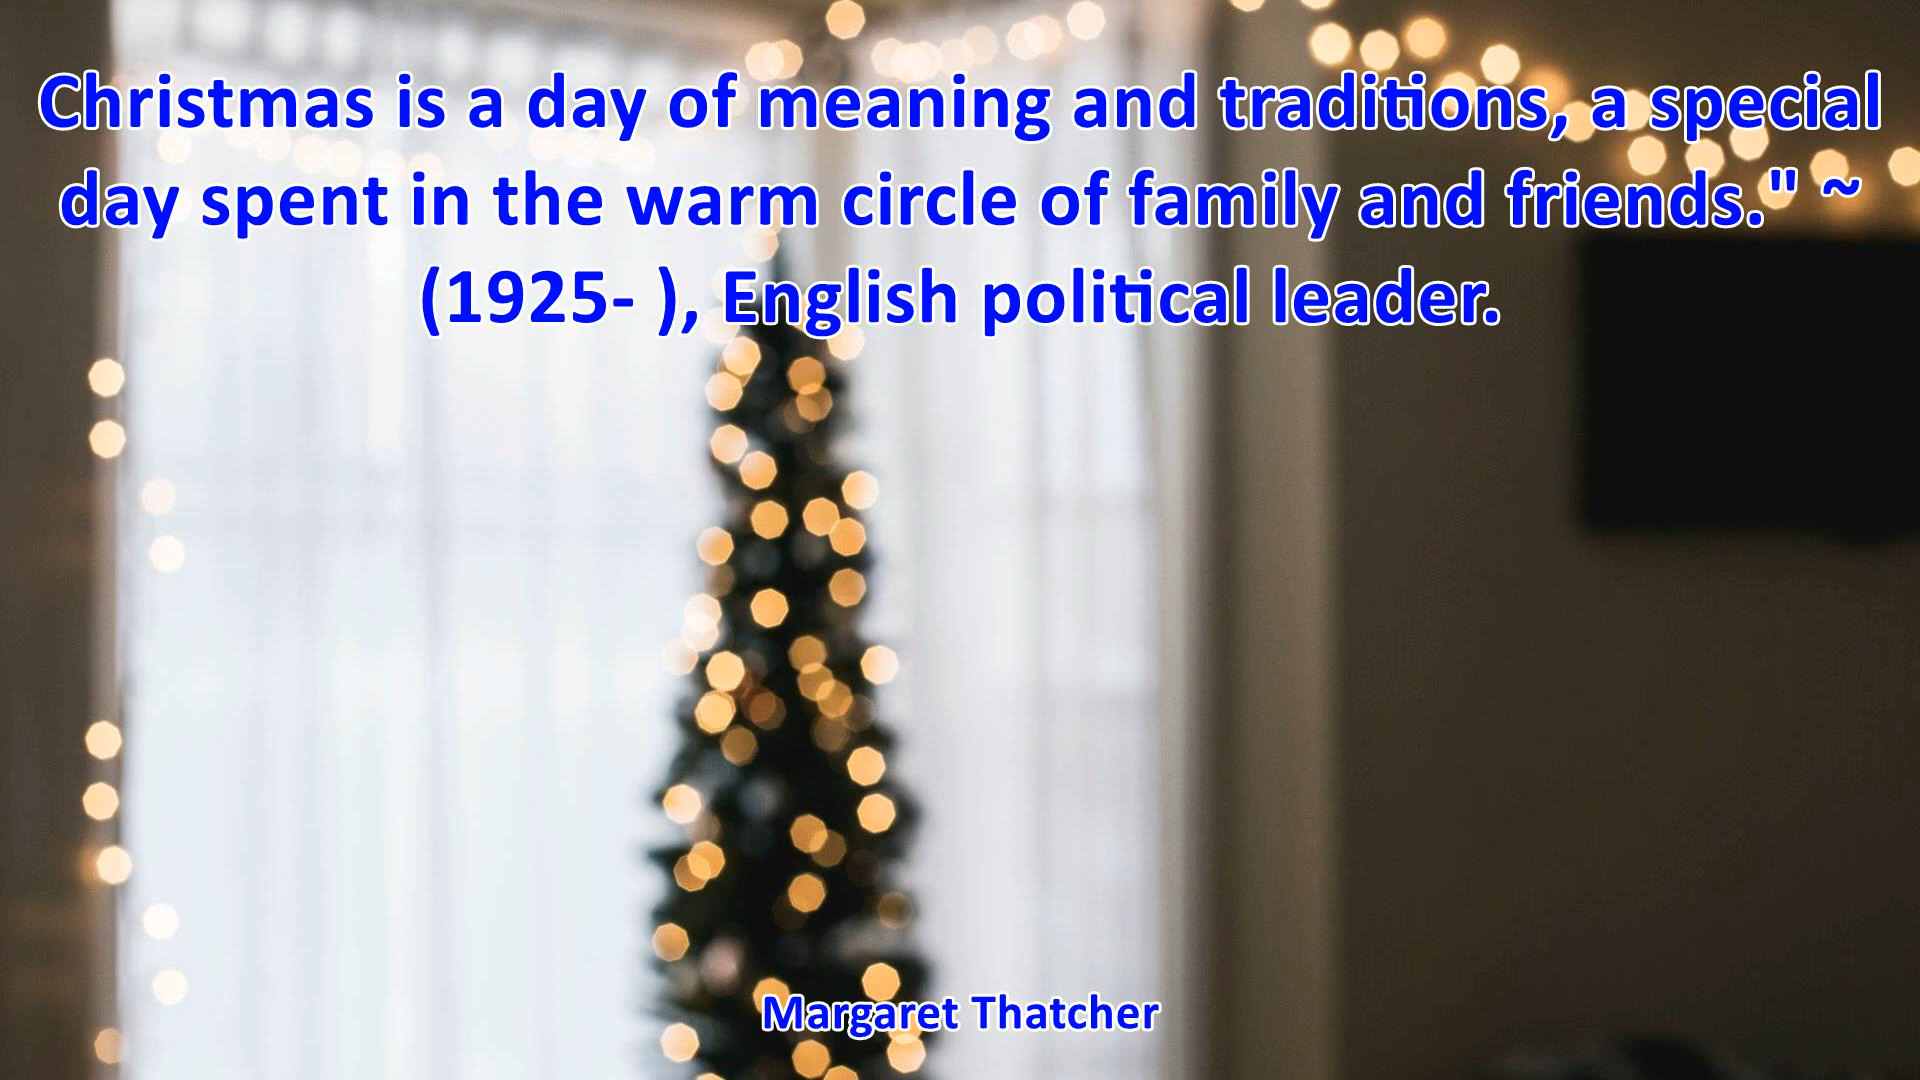 Christmas is a day of meaning and traditions, a special
day spent in the warm circle of family and friends." ~
(1925- ), English political leader.
Margaret Thatcher